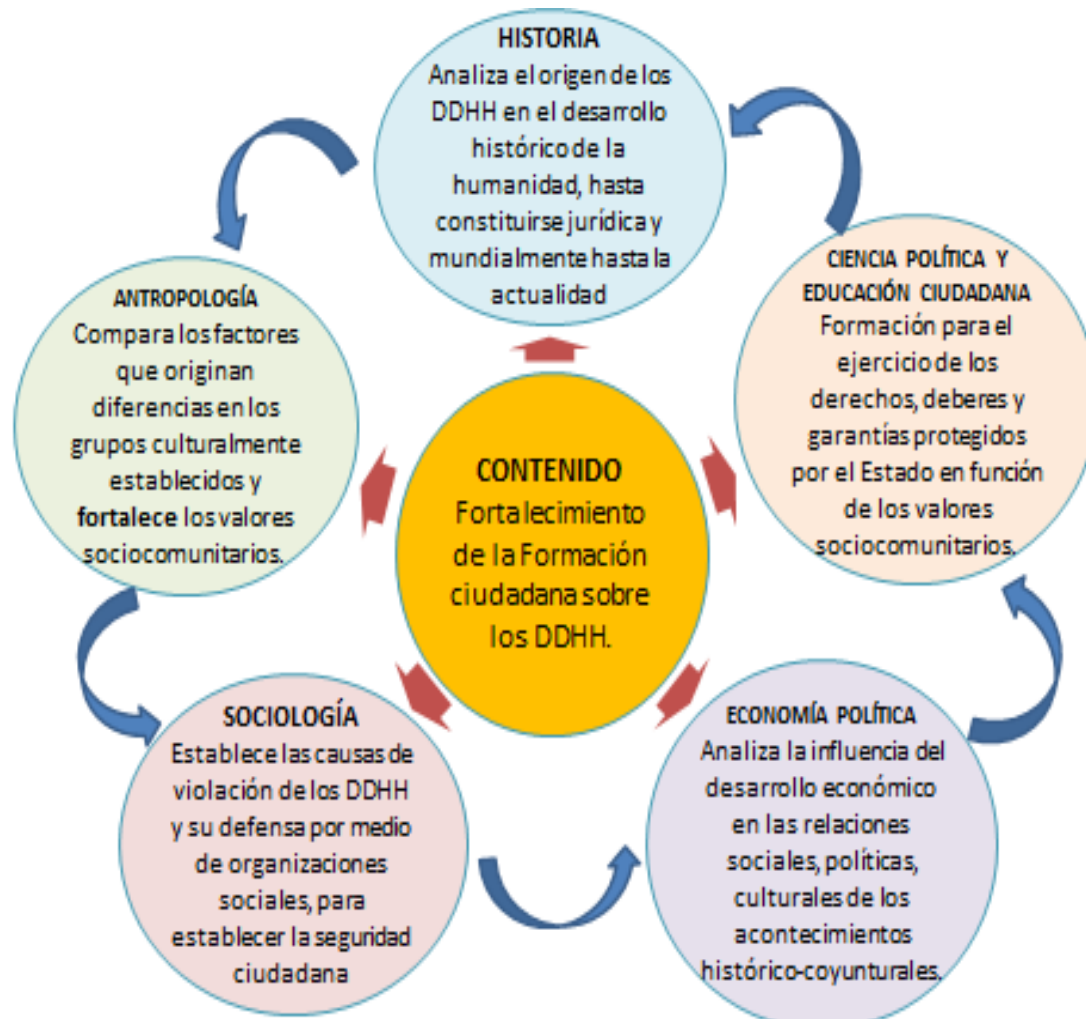 HISTORIA
Analiza el origen de los
DDHH en el desarrollo
histórico de la
humanidad, hasta
constituirse jurídica y
mundialmente hasta la
actualidad
ANTROPOLOGÍA
Compara los factores
que originan
diferencias en los
grupos culturalmente
establecidos y
fortalece los valores
sociocomunitarios.
CIENCIA POLÍTICA Y
EDUCACIÓN CIUDADANA
Formación para el
ejercicio de los
derechos, deberes y
garantías protegidos
por el Estado en función
de los valores
sociocomunitarios.
CONTENIDO
Fortalecimiento
de la Formación
ciudadana sobre
los DDHH.
SOCIOLOGÍA
Establece las causas de
violación de los DDHH
y su defensa por medio
de organizaciones
sociales, para
establecer la seguridad
ciudadana
ECONOMÍA POLÍTICA
Analiza la influencia del
desarrollo económico
en las relaciones
sociales, políticas,
culturales de los
acontecimientos
histórico-coyunturales.